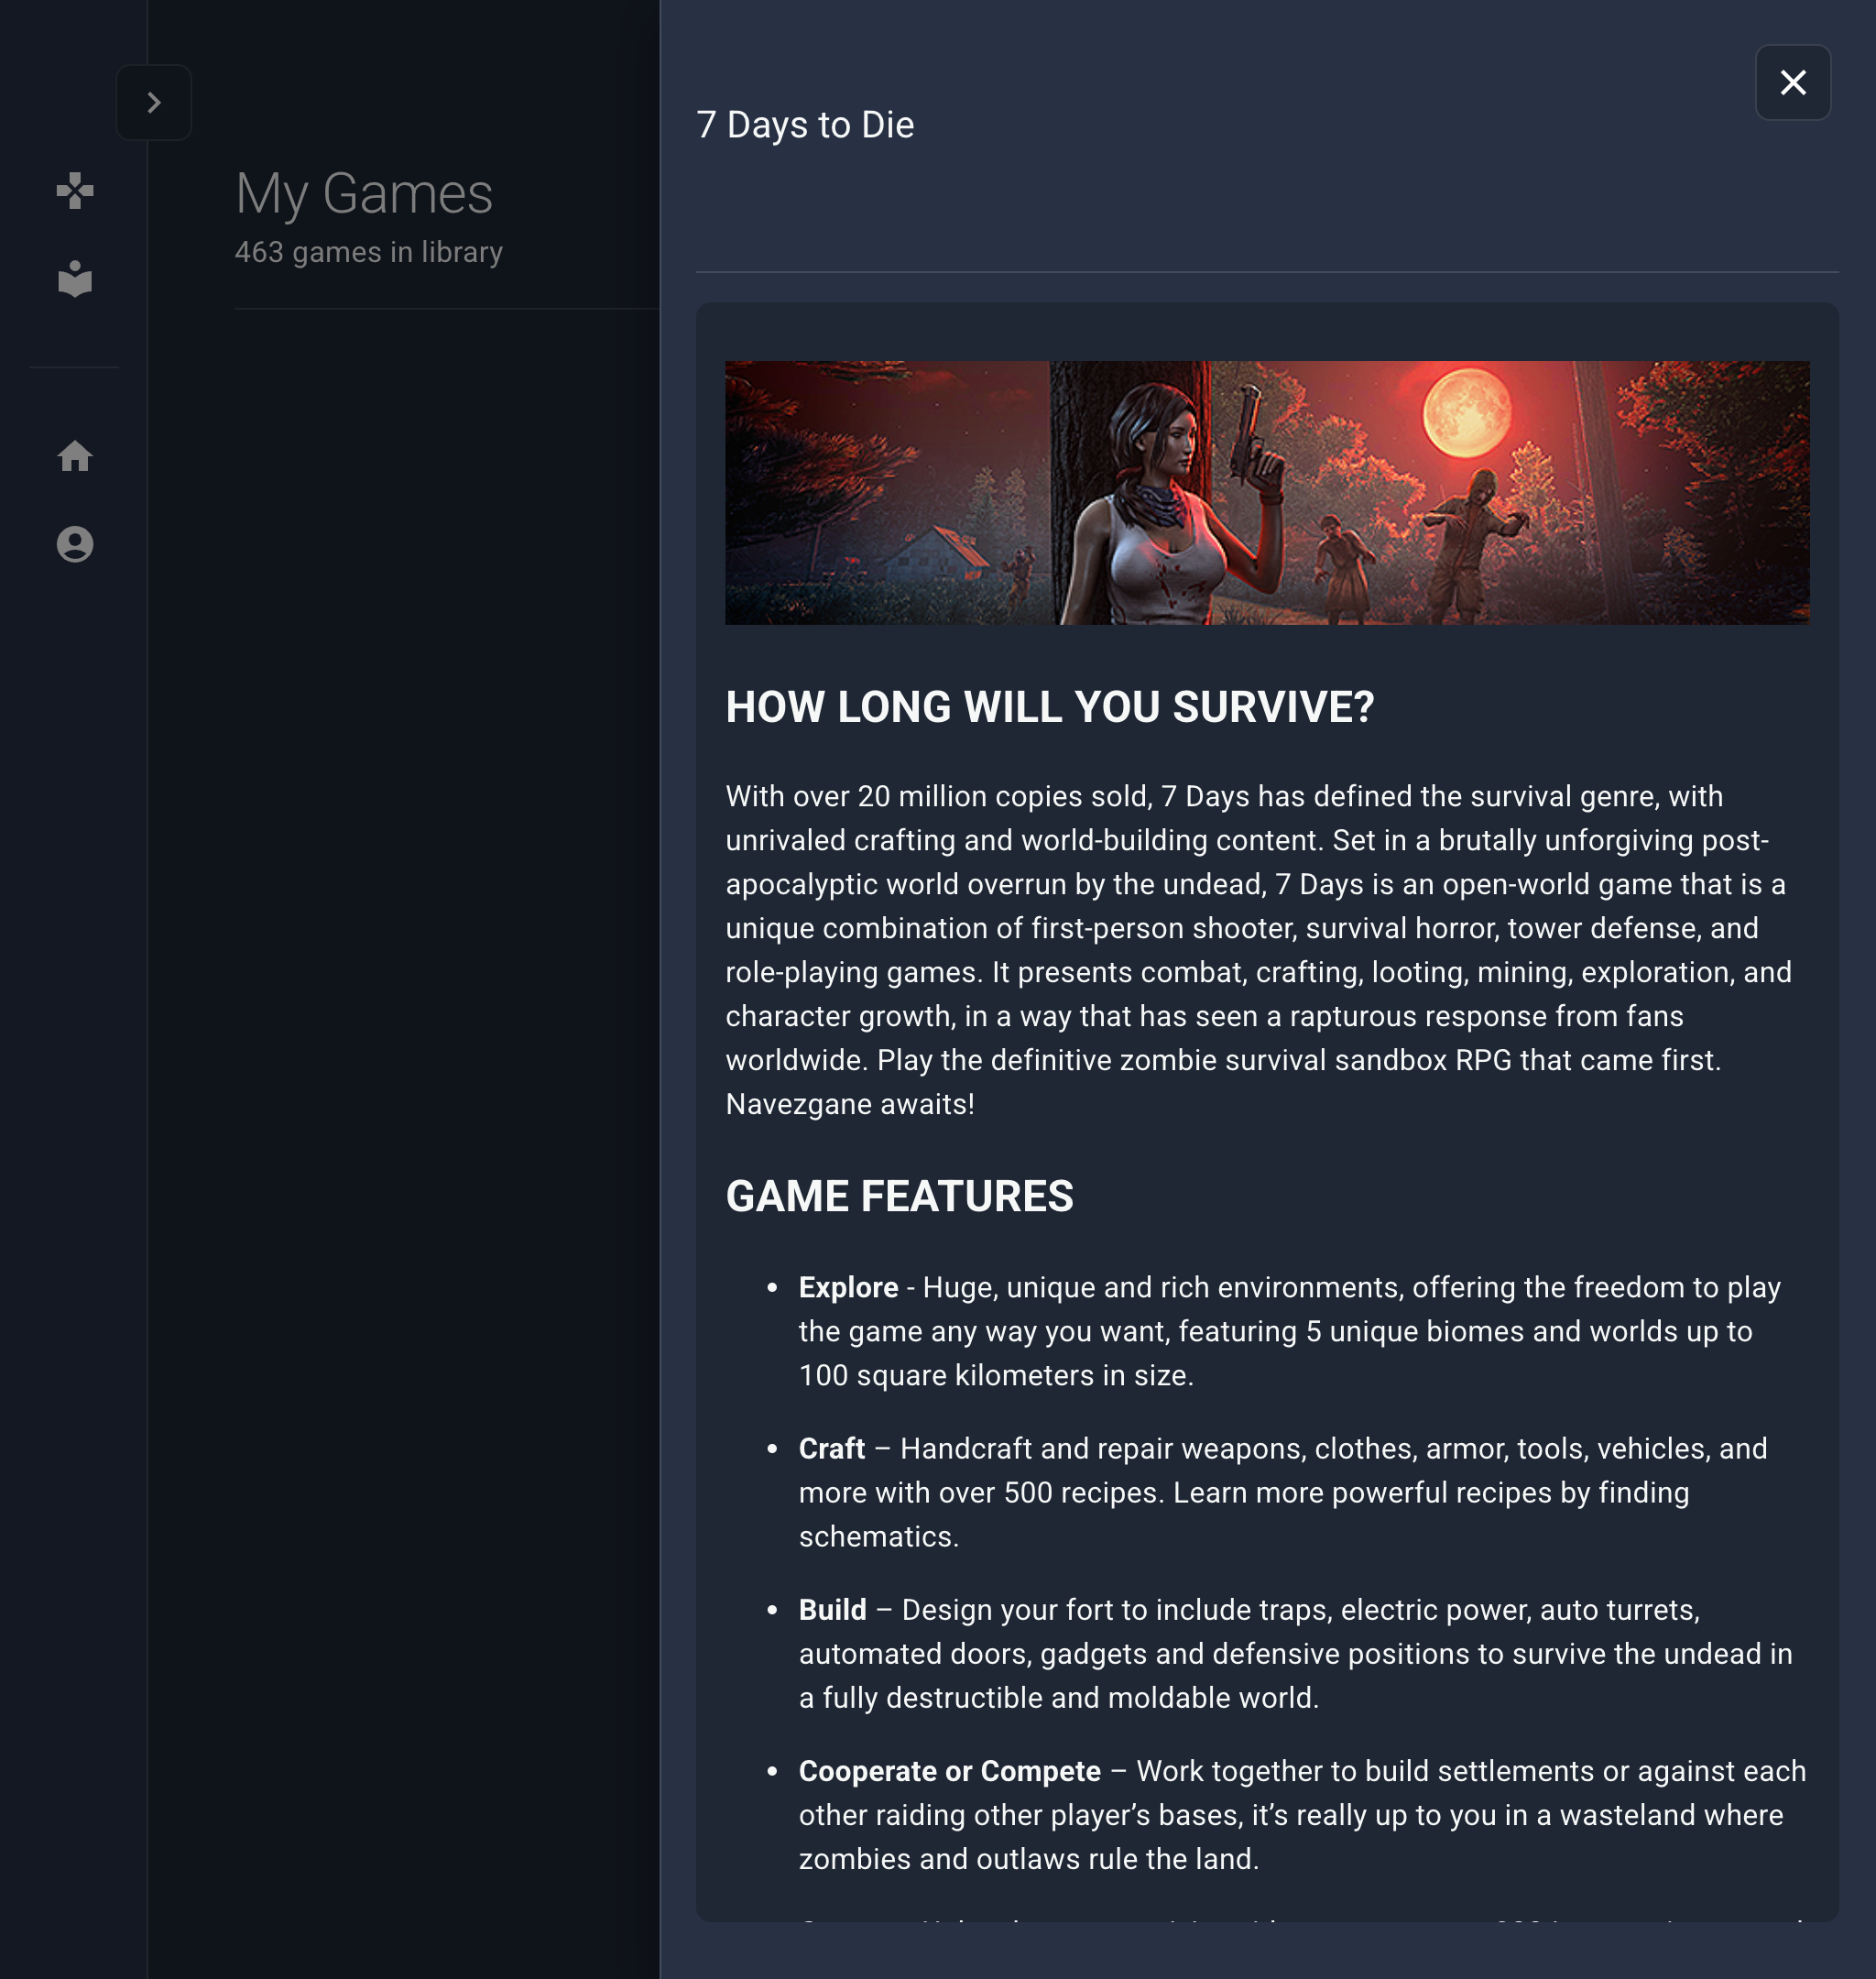 My Games
463 games in library
7 Days to Die
HOW LONG WILL YOU SURVIVE?
With over 20 million copies sold, 7 Days has defined the survival genre, with
unrivaled crafting and world-building content. Set in a brutally unforgiving post-
apocalyptic world overrun by the undead, 7 Days is an open-world game that is a
unique combination of first-person shooter, survival horror, tower defense, and
role-playing games. It presents combat, crafting, looting, mining, exploration, and
character growth, in a way that has seen a rapturous response from fans
worldwide. Play the definitive zombie survival sandbox RPG that came first.
Navezgane awaits!
GAME FEATURES
• Explore - Huge, unique and rich environments, offering the freedom to play
the game any way you want, featuring 5 unique biomes and worlds up to
100 square kilometers in size.
• Craft – Handcraft and repair weapons, clothes, armor, tools, vehicles, and
more with over 500 recipes. Learn more powerful recipes by finding
schematics.
• Build – Design your fort to include traps, electric power, auto turrets,
automated doors, gadgets and defensive positions to survive the undead in
a fully destructible and moldable world.
• Cooperate or Compete – Work together to build settlements or against each
other raiding other player’s bases, it’s really up to you in a wasteland where
zombies and outlaws rule the land.